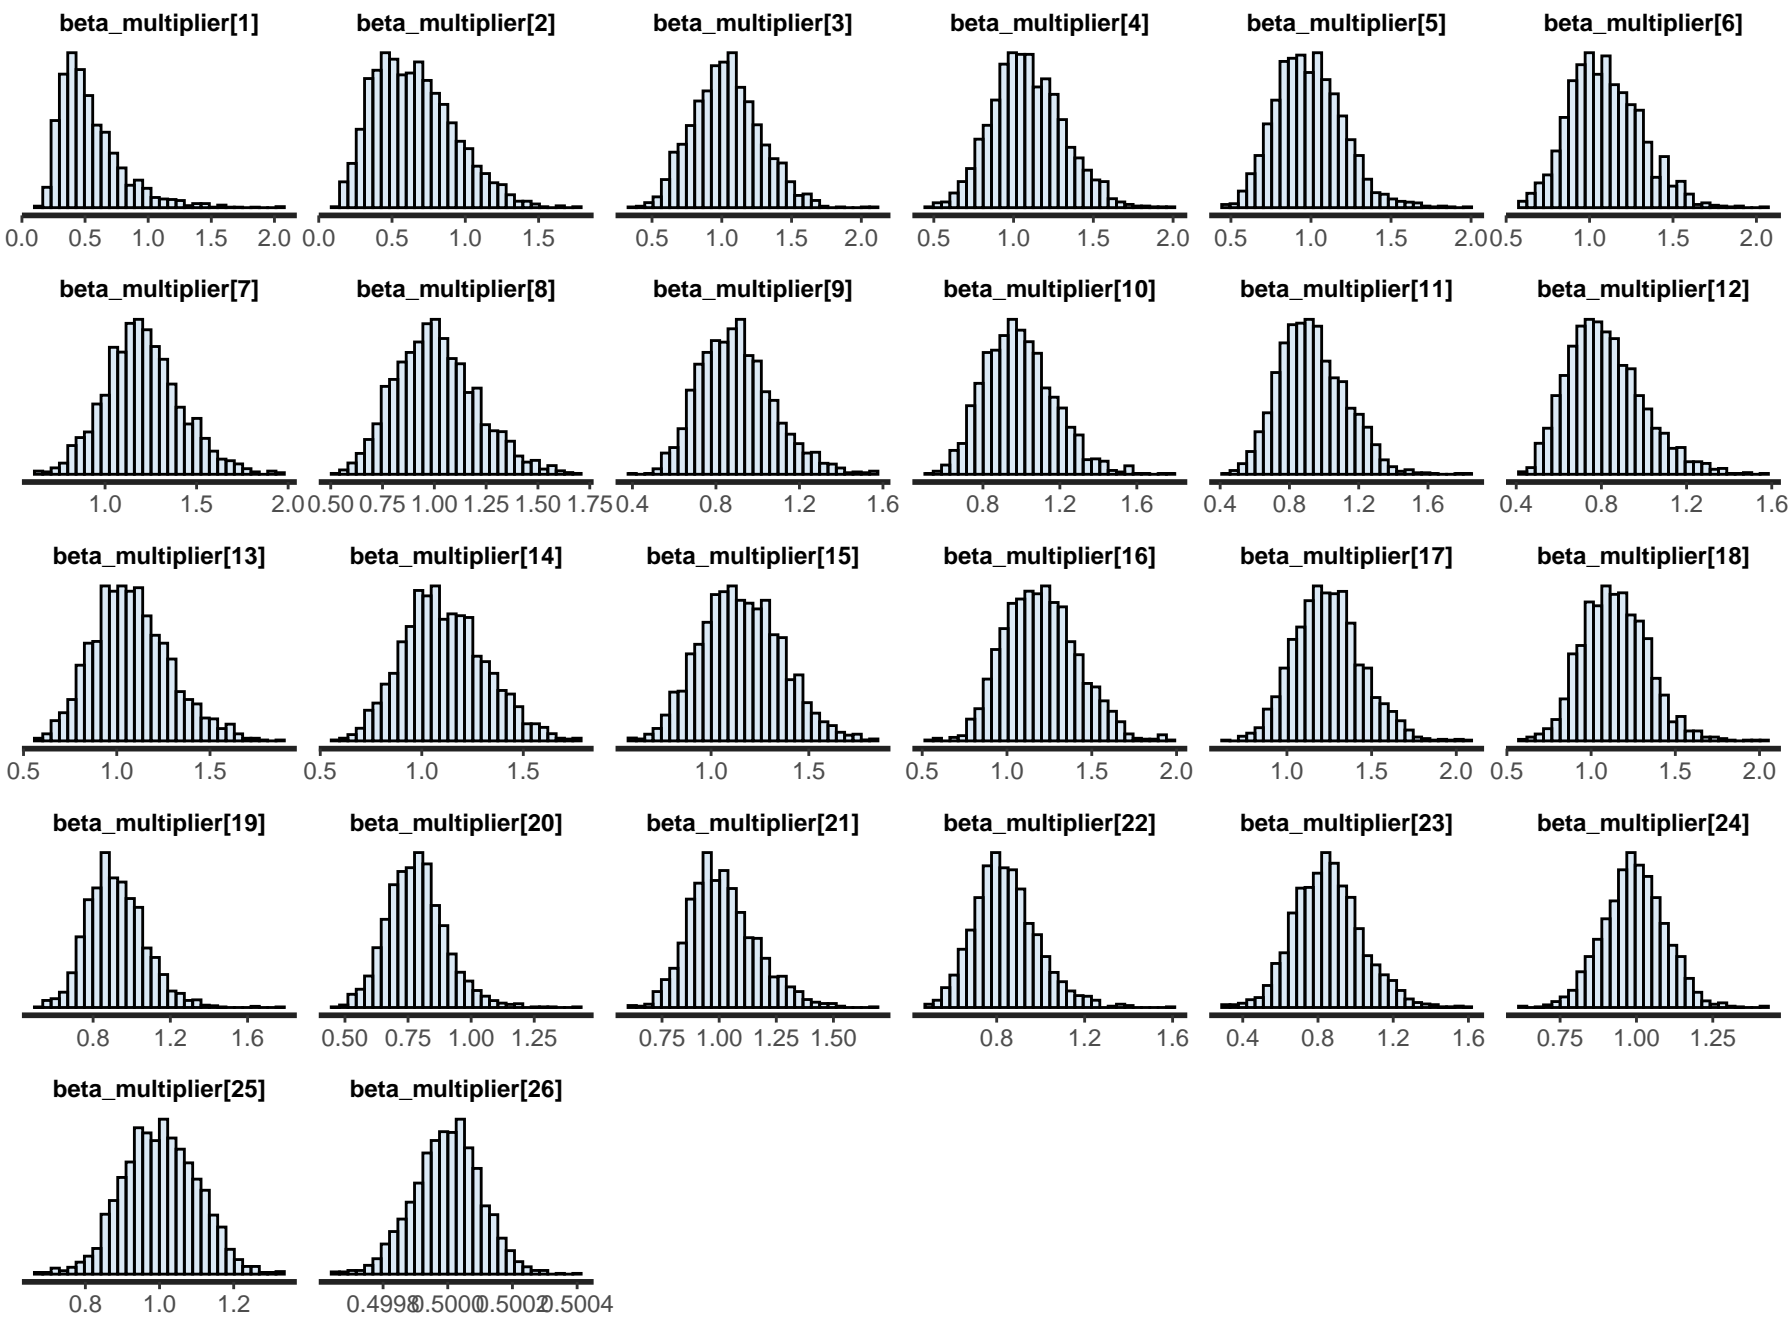 beta_multiplier[1] beta_multiplier[2] beta_multiplier[3] beta_multiplier[4] beta_multiplier[5] beta_multiplier[6]
0.0 0.5 1.0 1.5 2.0 0.0 0.5 1.0 1.5 0.5 1.0 1.5 2.0 0.5 1.0 1.5 2.0 0.5 1.0 1.5 2.0 0.5 1.0 1.5 2.0
beta_multiplier[7] beta_multiplier[8] beta_multiplier[9] beta_multiplier[10] beta_multiplier[11] beta_multiplier[12]
1.0 1.5 2.0 0.50 0.75 1.00 1.25 1.50 1.75 0.4 0.8 1.2 1.6 0.8 1.2 1.6 0.4 0.8 1.2 1.6 0.4 0.8 1.2 1.6
beta_multiplier[13] beta_multiplier[14] beta_multiplier[15] beta_multiplier[16] beta_multiplier[17] beta_multiplier[18]
0.5 1.0 1.5 0.5 1.0 1.5 1.0 1.5 0.5 1.0 1.5 2.0 1.0 1.5 2.0 0.5 1.0 1.5 2.0
beta_multiplier[19] beta_multiplier[20] beta_multiplier[21] beta_multiplier[22] beta_multiplier[23] beta_multiplier[24]
0.8 1.2 1.6 0.50 0.75 1.00 1.25 0.75 1.00 1.25 1.50 0.8 1.2 1.6 0.4 0.8 1.2 1.6 0.75 1.00 1.25
beta_multiplier[25] beta_multiplier[26]
0.8 1.0 1.2 0.4998 0.5000 0.5002 0.5004